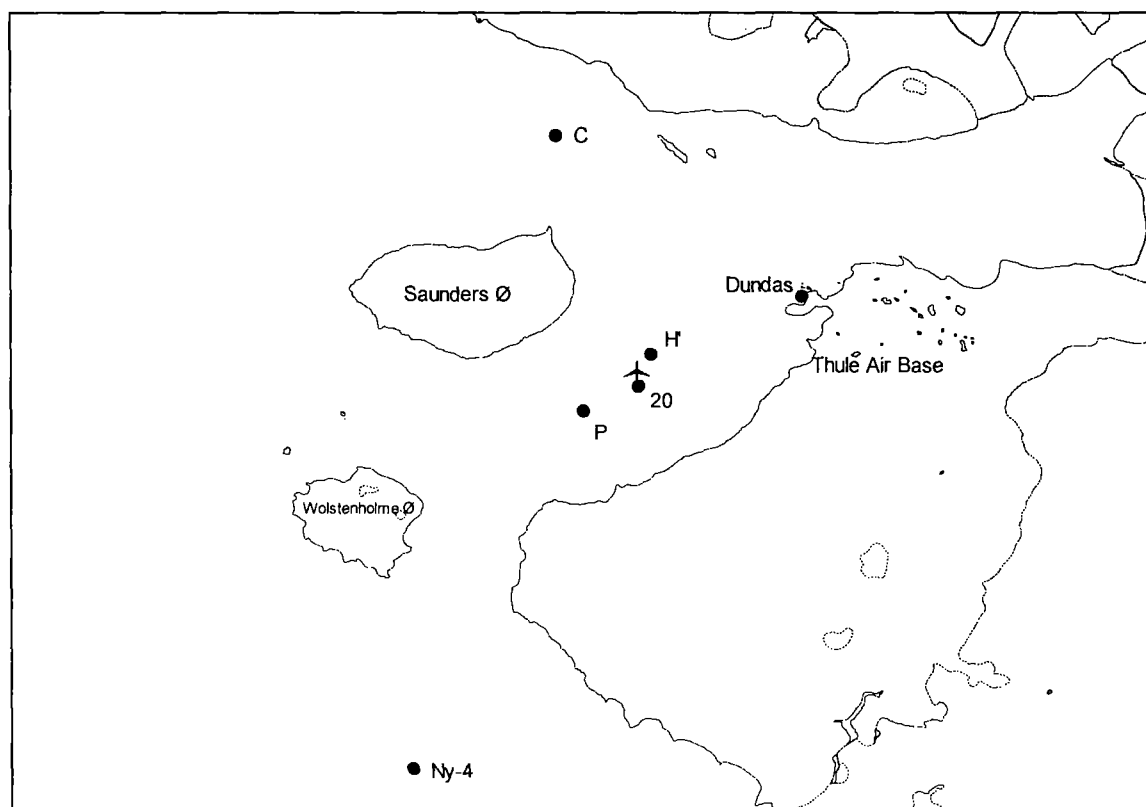 C
Saunders Ø
Dundas
H'
Thule Air Base
20
P
Wolstenholme Ø
Ny-4